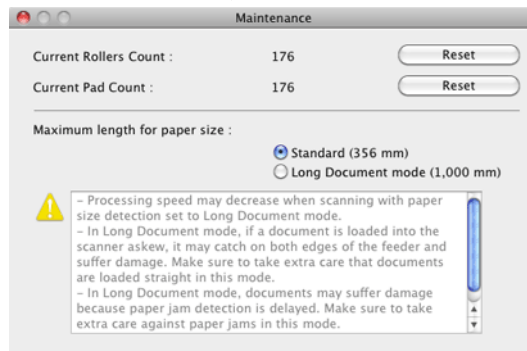 Maintenance
Current Rollers Count : 176 Reset
Current Pad Count : 176 Reset
Maximum length for paper size :
Standard (356 mm)
Long Document mode (1,000 mm)
- Processing speed may decrease when scanning with paper
size detection set to Long Document mode.
- In Long Document mode, if a document is loaded into the
scanner askew, it may catch on both edges of the feeder and
suffer damage. Make sure to take extra care that documents
are loaded straight in this mode.
- In Long Document mode, documents may suffer damage
because paper jam detection is delayed. Make sure to take
extra care against paper jams in this mode.